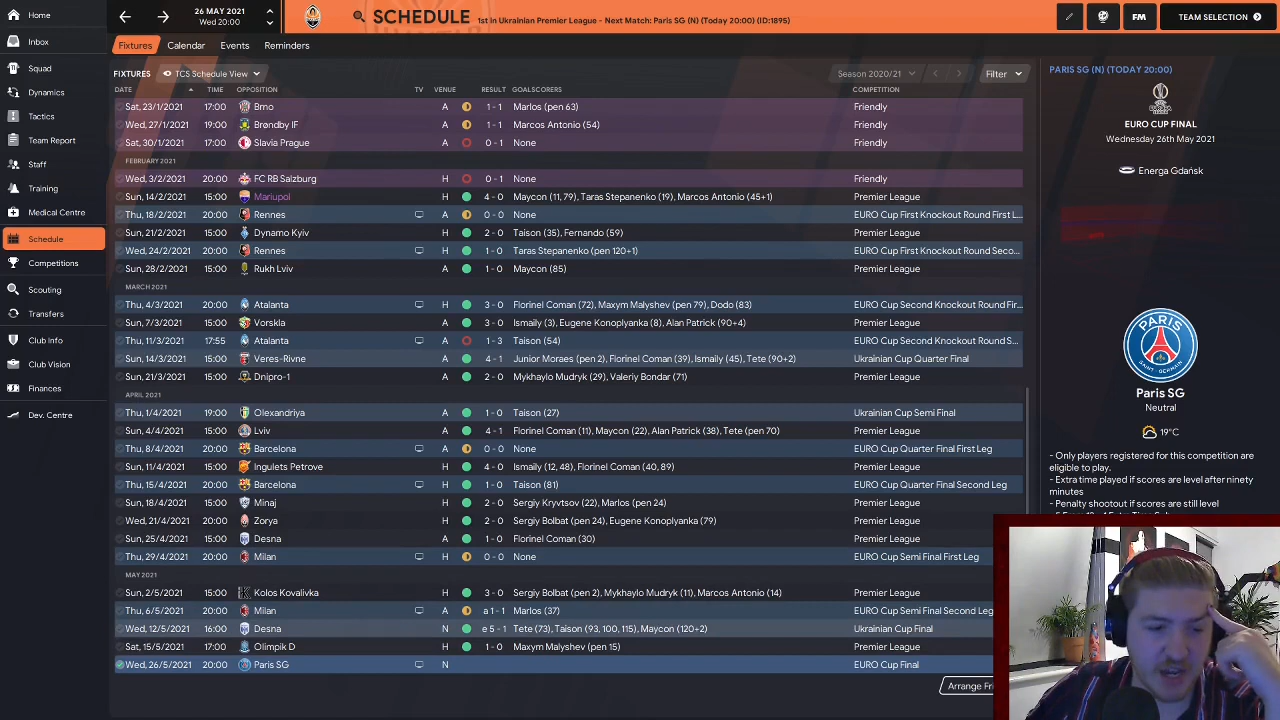 Home
26 MAY 2021
Wed 20:00
SCHEDULE
1st in Ukrainian Premier League - Next Match: Paris SG (N) (Today 20:00) (ID:1895)
FM
TEAM SELECTION
Inbox
Squad
Dynamics
Tactics
Team Report
Staff
Training
Medical Centre
Schedule
Competitions
Scouting
Transfers
Club Info
Club Vision
Finances
Dev. Centre
Fixtures Calendar Events Reminders
FIXTURES TCS Schedule View Season 2020/21 Filter
DATE TIME OPPOSITION TV VENUE RESULT GOALSCORERS COMPETITION
Sat, 23/1/2021 17:00 Brno A 1 - 1 Marlos (pen 63) Friendly
Wed, 27/1/2021 19:00 Brøndby IF A 1 - 1 Marcos Antonio (54) Friendly
Sat, 30/1/2021 17:00 Slavia Prague A 0 - 1 None Friendly
FEBRUARY 2021
Wed, 3/2/2021 20:00 FC RB Salzburg H 0 - 1 None Friendly
Sun, 14/2/2021 15:00 Mariupol H 4 - 0 Maycon (11, 79), Taras Stepanenko (19), Marcos Antonio (45+1) Premier League
Thu, 18/2/2021 20:00 Rennes A 0 - 0 None EURO Cup First Knockout Round First L...
Sun, 21/2/2021 15:00 Dynamo Kyiv H 2 - 0 Taison (35), Fernando (59) Premier League
Wed, 24/2/2021 20:00 Rennes H 1 - 0 Taras Stepanenko (pen 120+1) EURO Cup First Knockout Round Seco...
Sun, 28/2/2021 15:00 Rukh Lviv H 1 - 0 Maycon (85) Premier League
MARCH 2021
Thu, 4/3/2021 20:00 Atalanta H 3 - 0 Florinel Coman (72), Maxym Malyshev (pen 79), Dodo (83) EURO Cup Second Knockout Round Fir...
Sun, 7/3/2021 15:00 Vorskla A 3 - 0 Ismaily (3), Eugene Konoplyanka (8), Alan Patrick (90+4) Premier League
Thu, 11/3/2021 17:55 Atalanta A 1 - 3 Taison (54) EURO Cup Second Knockout Round S...
Sun, 14/3/2021 15:00 Veres-Rivne A 4 - 1 Junior Moraes (pen 2), Florinel Coman (39), Ismaily (45), Tete (90+2) Ukrainian Cup Quarter Final
Sun, 21/3/2021 15:00 Dnipro-1 A 2 - 0 Mykhaylo Mudryk (29), Valeriy Bondar (71) Premier League
APRIL 2021
Thu, 1/4/2021 19:00 Olexandriya A 1 - 0 Taison (27) Ukrainian Cup Semi Final
Sun, 4/4/2021 15:00 Lviv A 4 - 1 Florinel Coman (11), Maycon (22), Alan Patrick (38), Tete (pen 70) Premier League
Thu, 8/4/2021 20:00 Barcelona A 0 - 0 None EURO Cup Quarter Final First Leg
Sun, 11/4/2021 15:00 Ingulets Petrove H 4 - 0 Ismaily (12, 48), Florinel Coman (40, 89) Premier League
Thu, 15/4/2021 20:00 Barcelona H 1 - 0 Taison (81) EURO Cup Quarter Final Second Leg
Sun, 18/4/2021 15:00 Minaj H 2 - 0 Sergiy Kryvtsov (22), Marlos (pen 24) Premier League
Wed, 21/4/2021 20:00 Zorya H 2 - 0 Sergiy Bolbat (pen 24), Eugene Konoplyanka (79) Premier League
Sun, 25/4/2021 15:00 Desna A 1 - 0 Florinel Coman (30) Premier League
Thu, 29/4/2021 20:00 Milan H 0 - 0 None EURO Cup Semi Final First Leg
MAY 2021
Sun, 2/5/2021 15:00 Kolos Kovalivka H 3 - 0 Sergiy Bolbat (pen 2), Mykhaylo Mudryk (11), Marcos Antonio (14) Premier League
Thu, 6/5/2021 20:00 Milan A a 1 - 1 Marlos (37) EURO Cup Semi Final Second Leg
Wed, 12/5/2021 16:00 Desna N e 5 - 1 Tete (73), Taison (93, 100, 115), Maycon (120+2) Ukrainian Cup Final
Sat, 15/5/2021 17:00 Olimpik D H 1 - 0 Maxym Malyshev (pen 15) Premier League
Wed, 26/5/2021 20:00 Paris SG N EURO Cup Final
Arrange Fri
PARIS SG (N) (TODAY 20:00)
EURO CUP FINAL
Wednesday 26th May 2021
Energa Gdańsk
PARIS
SAINT-GERMAIN
Paris SG
Neutral
19°C
- Only players registered for this competition are
eligible to play.
- Extra time played if scores are level after ninety
minutes
- Penalty shootout if scores are still level